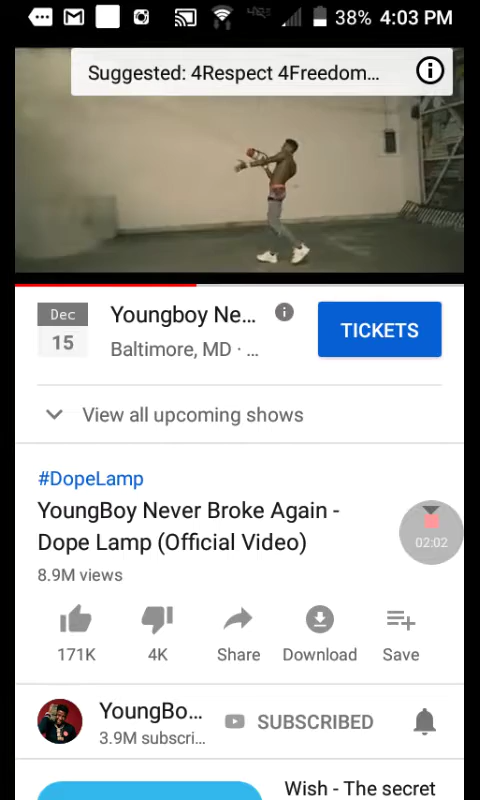 38% 4:03 PM
Suggested: 4Respect 4Freedom...
Dec
15
Youngboy Ne...
TICKETS
Baltimore, MD · ...
View all upcoming shows
#DopeLamp
YoungBoy Never Broke Again -
Dope Lamp (Official Video)
02:02
8.9M views
171K
4K
Share
Download
Save
YoungBo...
SUBSCRIBED
3.9M subscri...
Wish - The secret